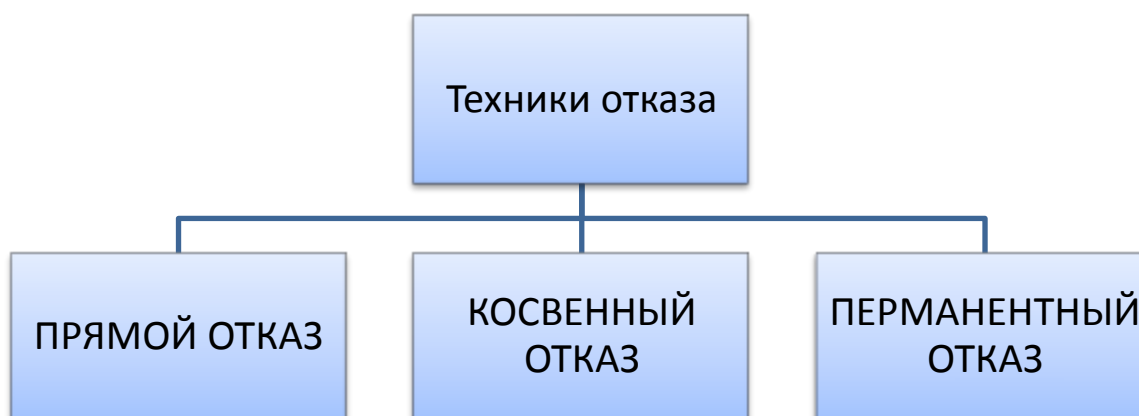 Техники отказа
ПРЯМОЙ ОТКАЗ
КОСВЕННЫЙ
ОТКАЗ
ПЕРМАНЕНТНЫЙ
ОТКАЗ